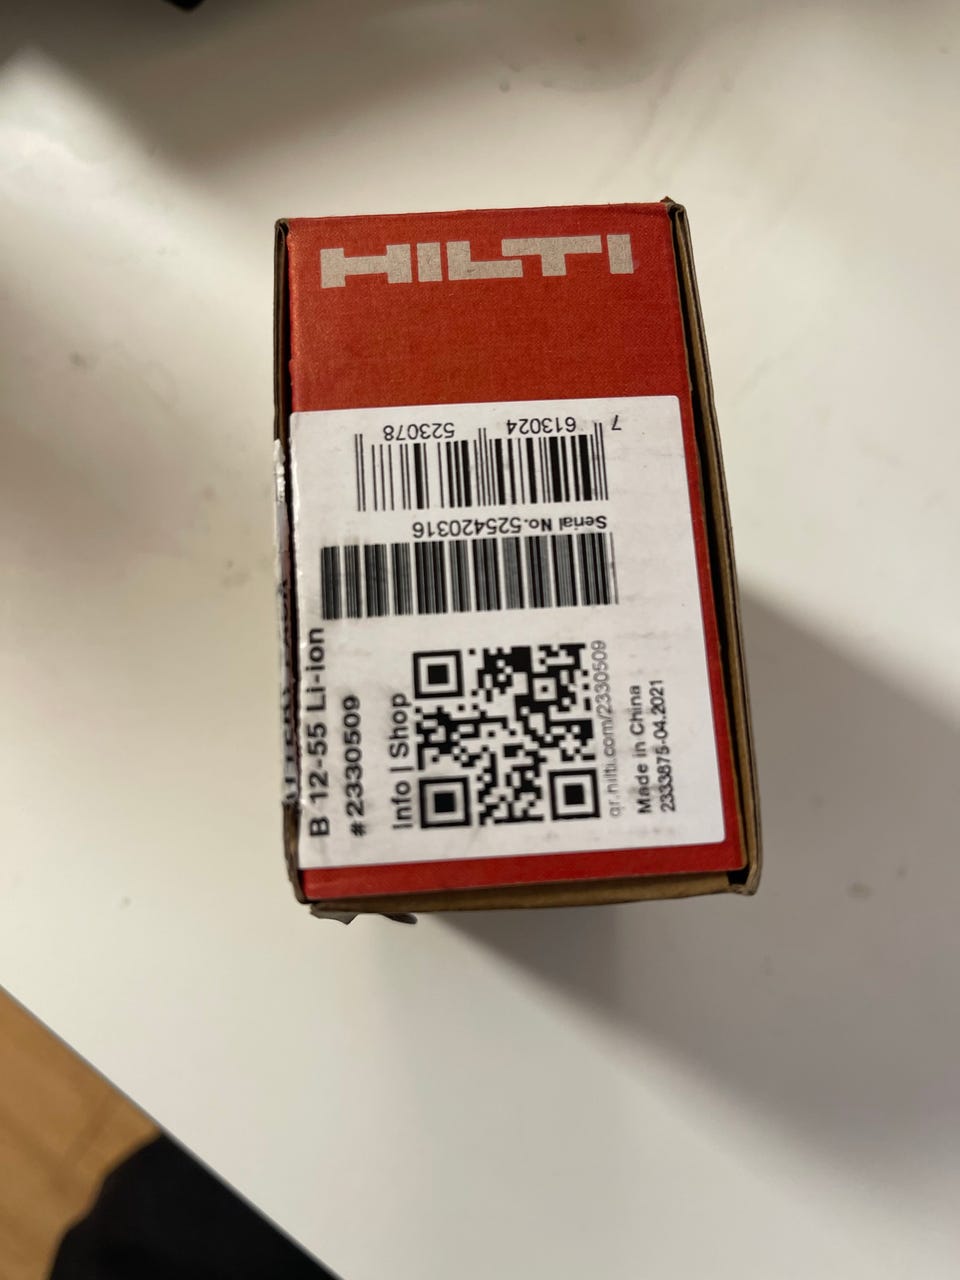 HILTI
7 613024 523078
Serial No.525420316
B 12-55 Li-ion
#2330509
Info | Shop
qr.hilti.com/2330509
Made in China
2333875-04.2021